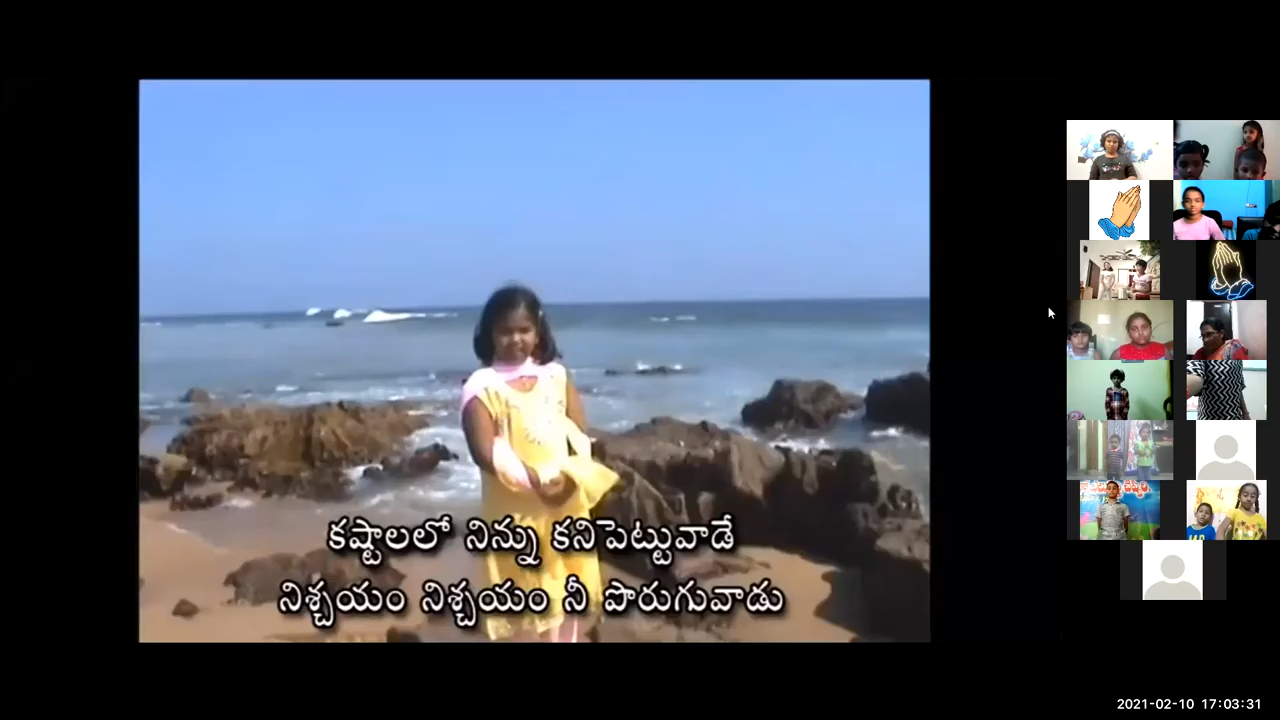 కష్టాలలో నిన్ను కనిపెట్టువాడే
నిశ్చయం నిశ్చయం నీ పొరుగువాడు
2021-02-10 17:03:31